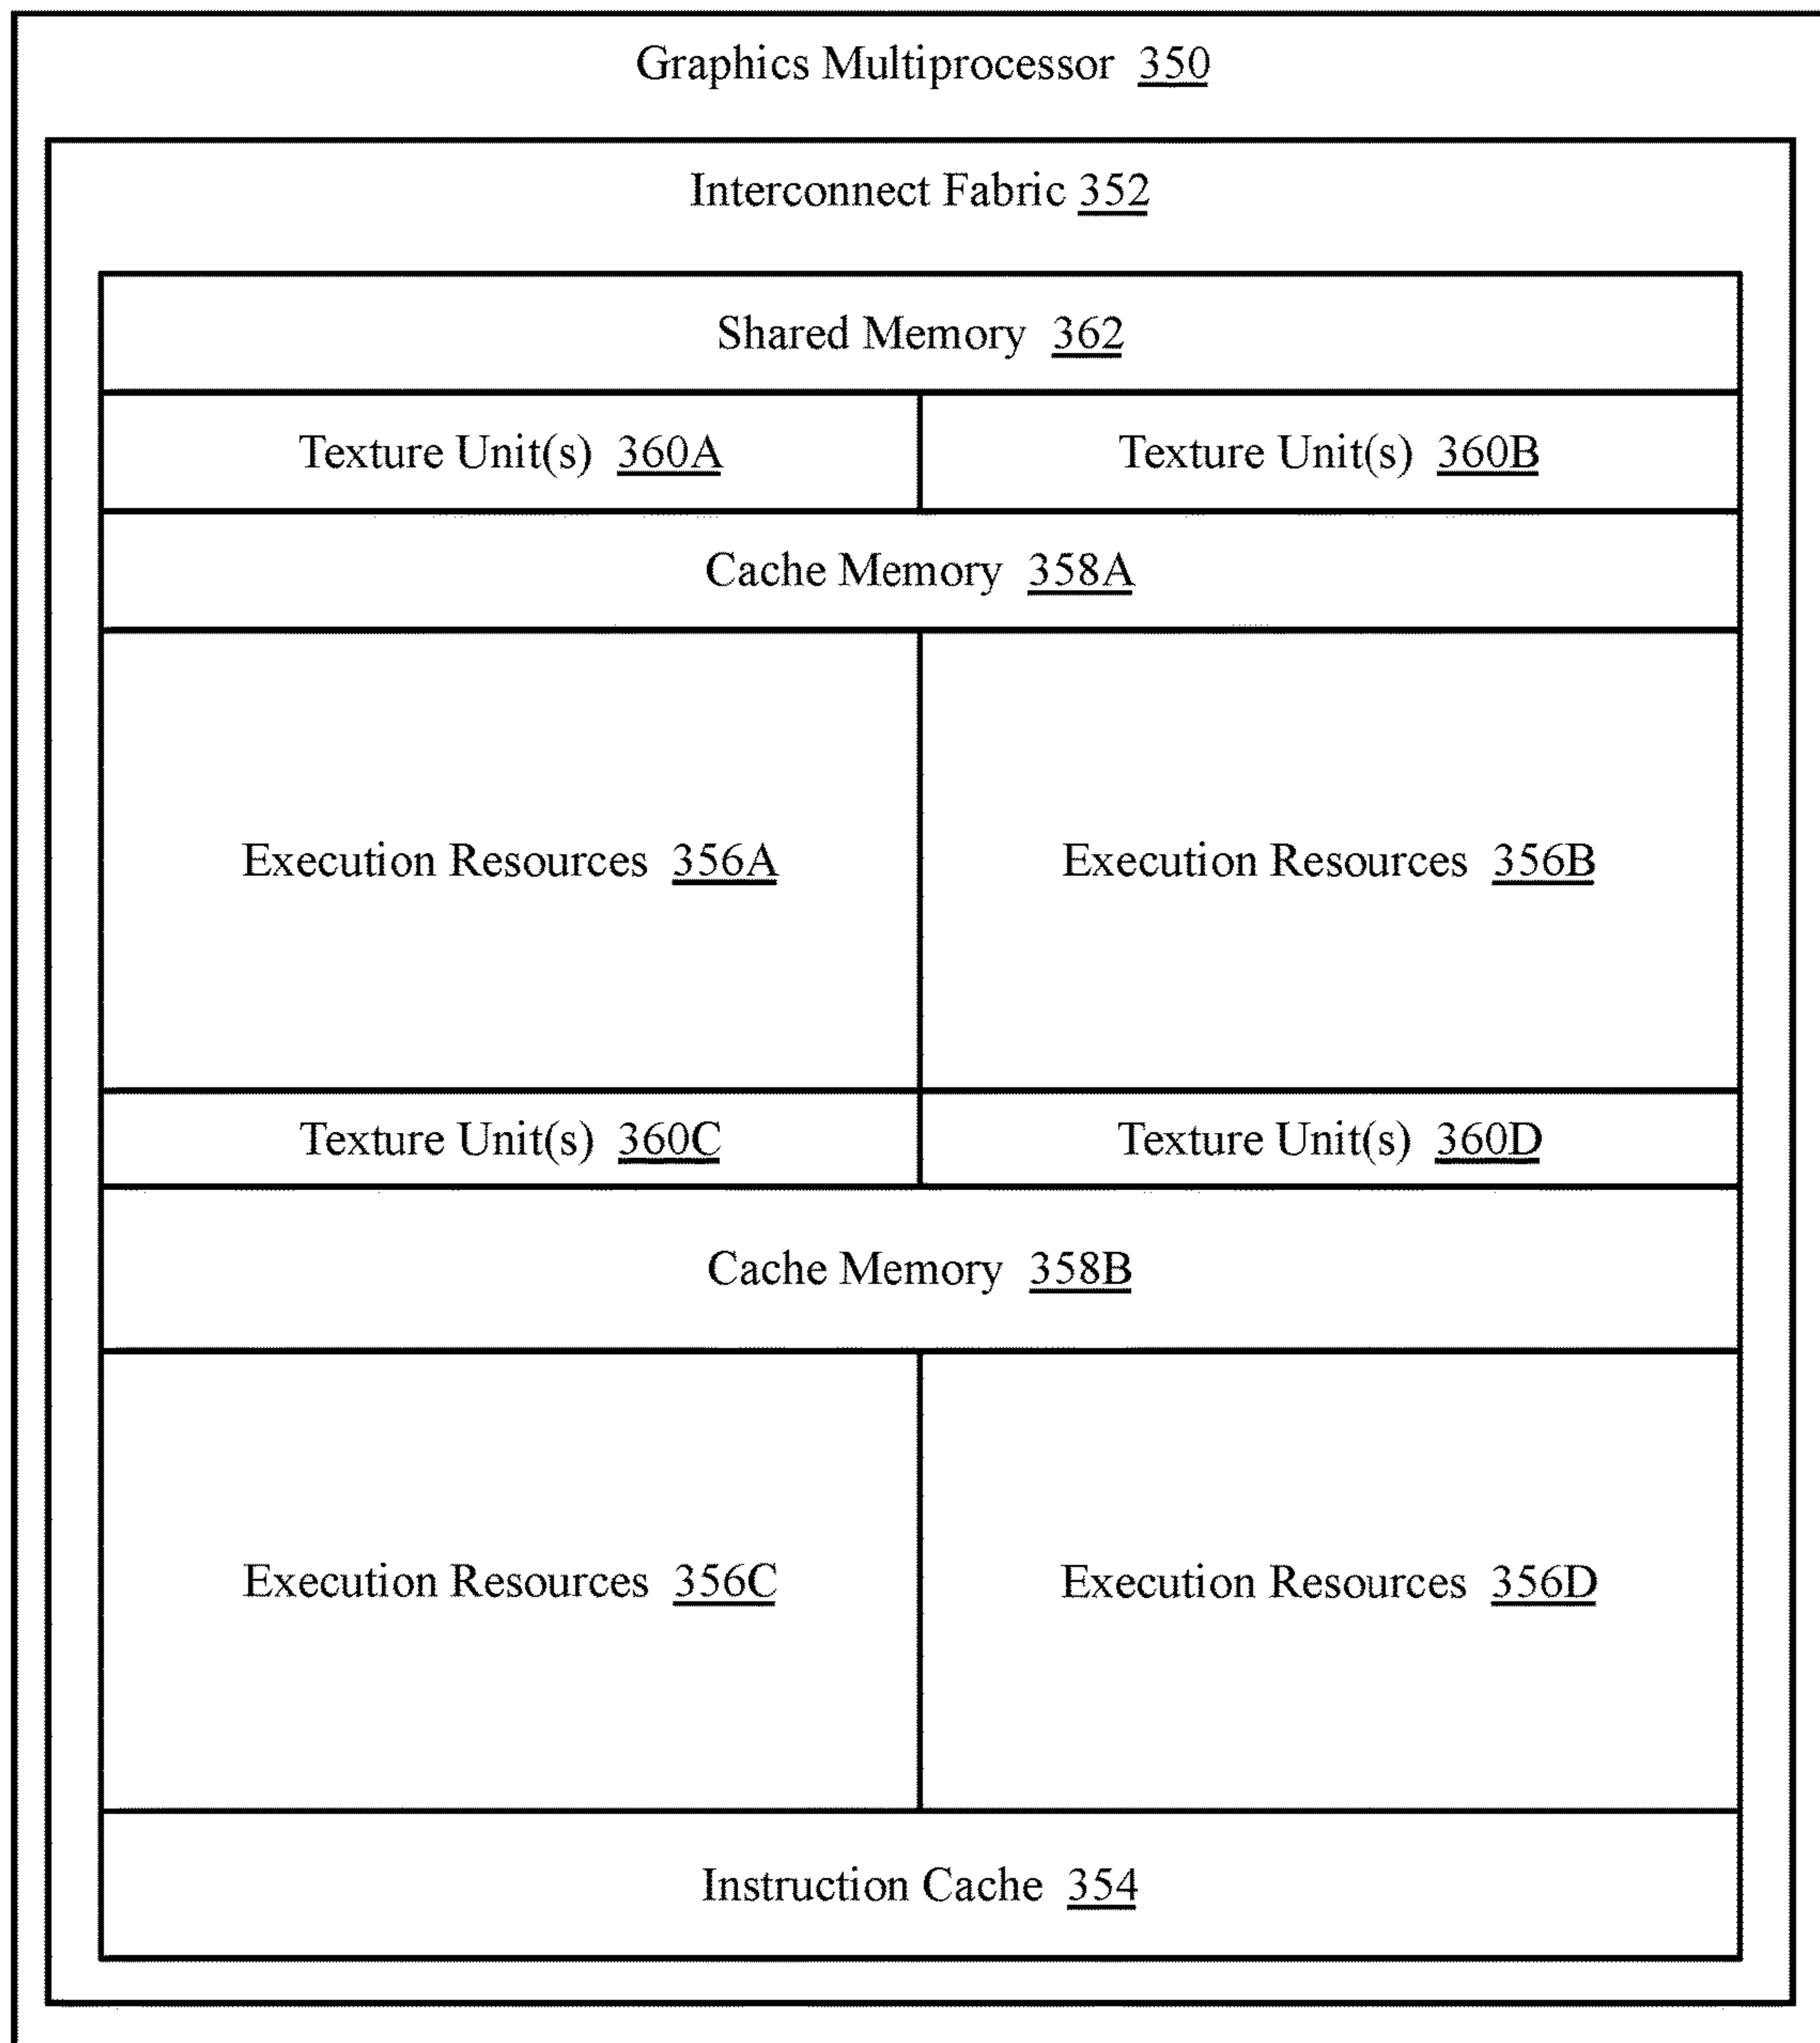 Graphics Multiprocessor 350
Interconnect Fabric 352
Shared Memory 362
Texture Unit(s) 360A
Texture Unit(s) 360B
Cache Memory 358A
Execution Resources 356A
Execution Resources 356B
Texture Unit(s) 360C
Texture Unit(s) 360D
Cache Memory 358B
Execution Resources 356C
Execution Resources 356D
Instruction Cache 354